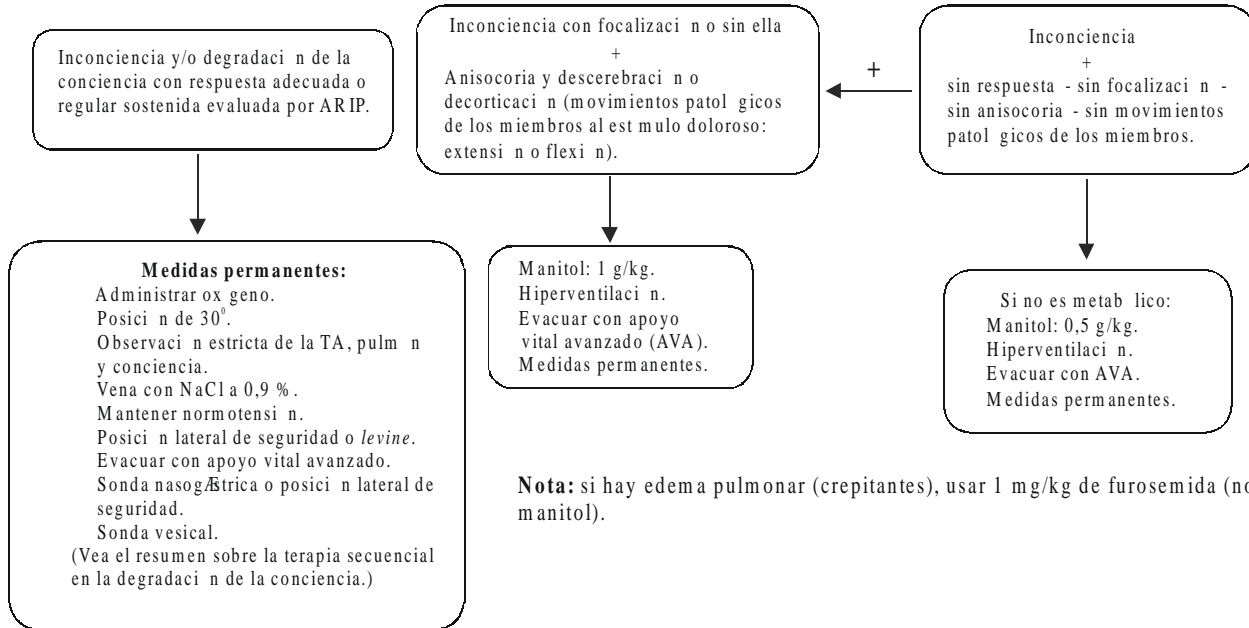 Inconciencia y/o degradaci n de la
conciencia con respuesta adecuada o
regular sostenida evaluada por ARIP.
Inconciencia con focalizaci n o sin ella
+
Anisocoria y descerebraci n o
decorticaci n (movimientos patol gicos
de los miembros al est mulo doloroso:
extensi n o flexi n).
+
Inconciencia
+
sin respuesta - sin focalizaci n -
sin anisocoria - sin movimientos
patol gicos de los miembros.
Medidas permanentes:
Administrar ox geno.
Posici n de 30⁰.
Observaci n estricta de la TA, pulm n
y conciencia.
Vena con NaCl a 0,9 %.
Mantener normotensi n.
Posici n lateral de seguridad o levine.
Evacuar con apoyo vital avanzado.
Sonda nasogÆstrica o posici n lateral de
seguridad.
Sonda vesical.
(Vea el resumen sobre la terapia secuencial
en la degradaci n de la conciencia.)
Manitol: 1 g/kg.
Hiperventilaci n.
Evacuar con apoyo
vital avanzado (AVA).
Medidas permanentes.
Si no es metab lico:
Manitol: 0,5 g/kg.
Hiperventilaci n.
Evacuar con AVA.
Medidas permanentes.
Nota: si hay edema pulmonar (crepitantes), usar 1 mg/kg de furosemida (no
manitol).